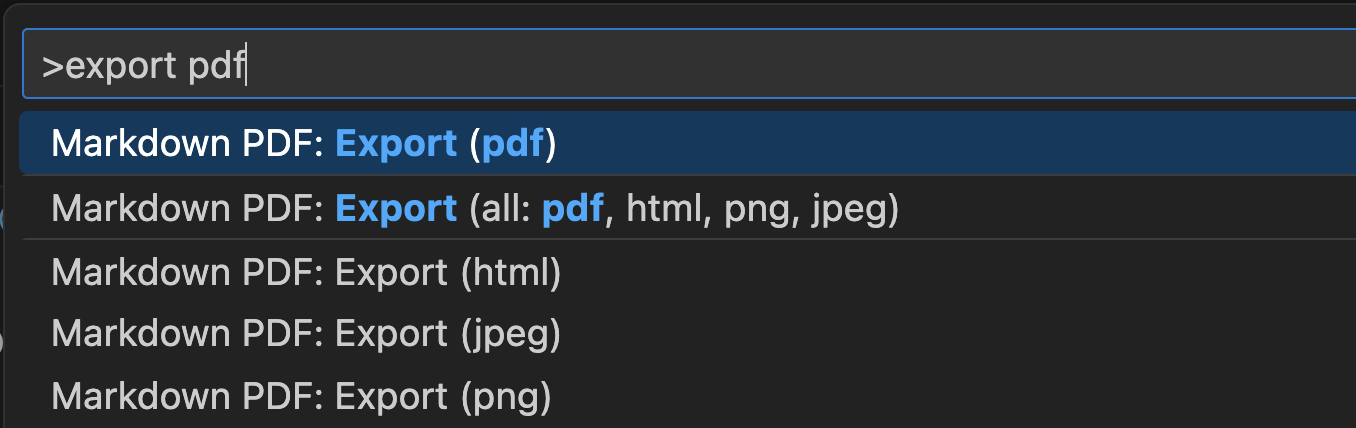 >export pdf
Markdown PDF: Export (pdf)
Markdown PDF: Export (all: pdf, html, png, jpeg)
Markdown PDF: Export (html)
Markdown PDF: Export (jpeg)
Markdown PDF: Export (png)